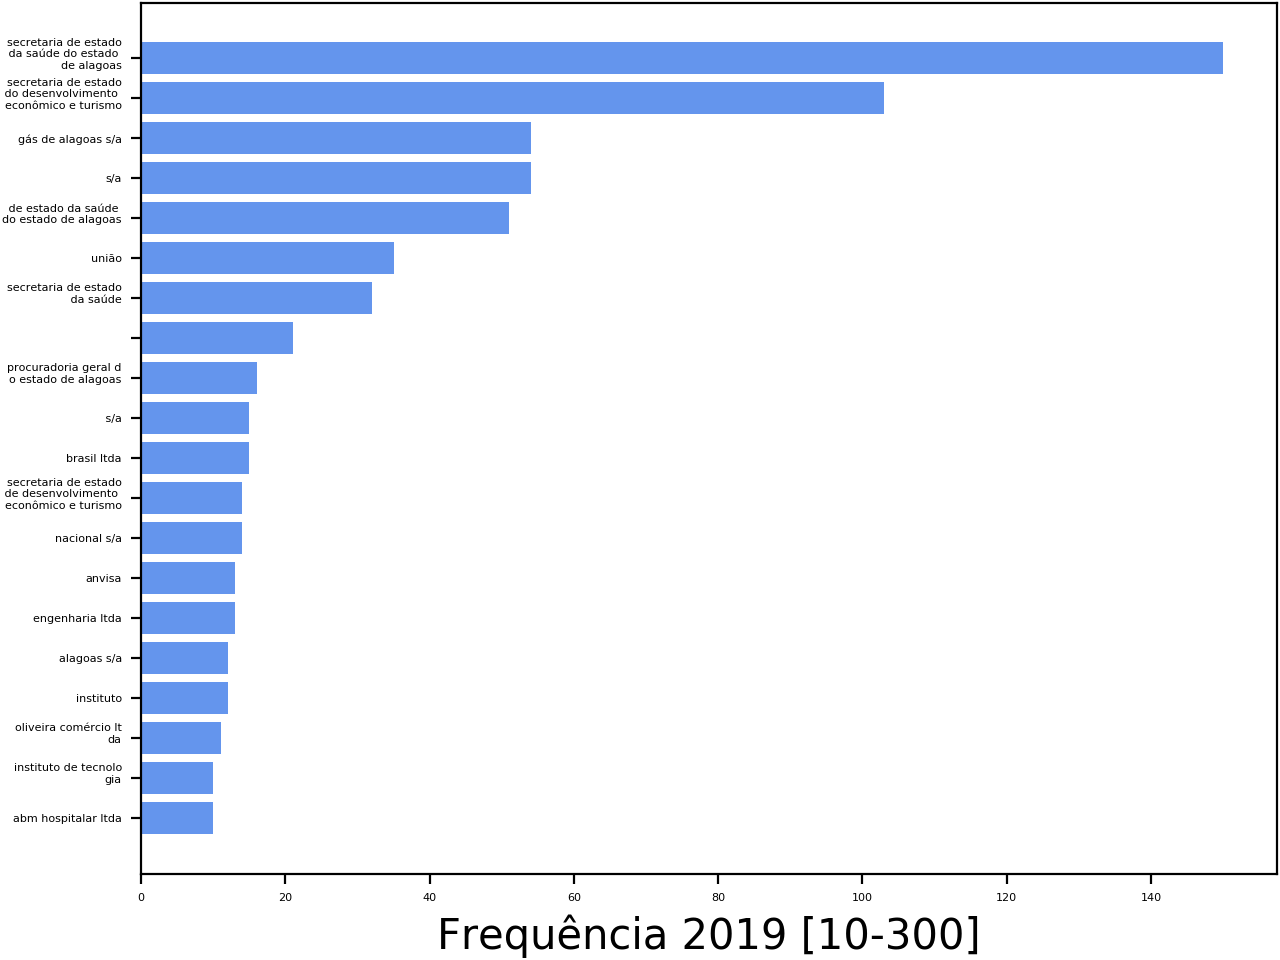 secretaria de estado
da saúde do estado
de alagoas
secretaria de estado
do desenvolvimento
econômico e turismo
gás de alagoas s/a
s/a
de estado da saúde
do estado de alagoas
união
secretaria de estado
da saúde
procuradoria geral d
o estado de alagoas
s/a
brasil ltda
secretaria de estado
de desenvolvimento
econômico e turismo
nacional s/a
anvisa
engenharia ltda
alagoas s/a
instituto
oliveira comércio lt
da
instituto de tecnolo
gia
abm hospitalar ltda
0 20 40 60 80 100 120 140
Frequência 2019 [10-300]